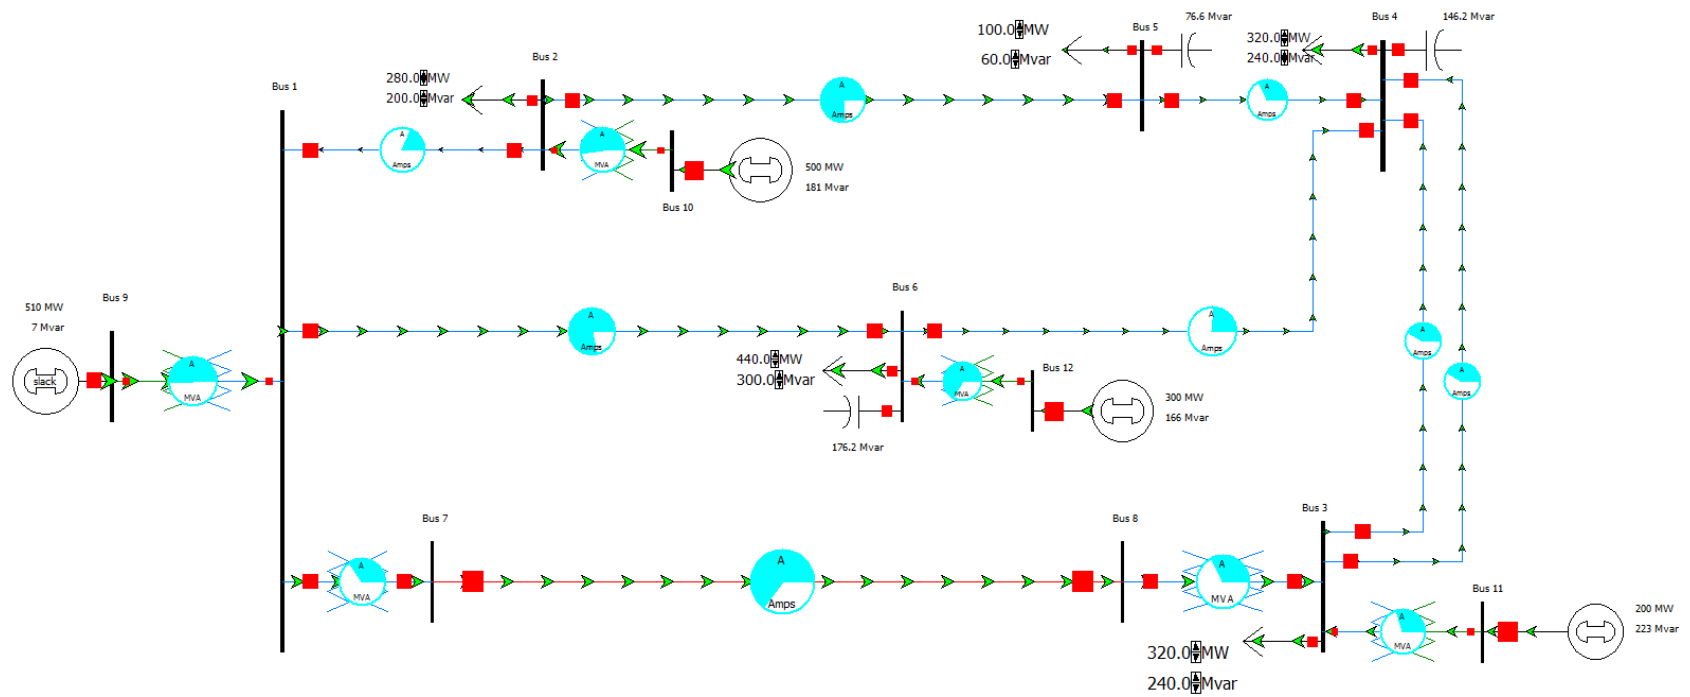 Bus 5
76.6 Mvar
Bus 4
146.2 Mvar
100.0 MW
60.0 Mvar
320.0 MW
240.0 Mvar
Bus 2
280.0 MW
200.0 Mvar
Bus 1
A
Amps
A
Amps
A
Amps
A
MVA
500 MW
181 Mvar
Bus 10
Bus 9
510 MW
7 Mvar
slack
A
MVA
A
Amps
Bus 6
A
Amps
440.0 MW
300.0 Mvar
A
MVA
Bus 12
300 MW
166 Mvar
176.2 Mvar
A
Amps
A
Amps
Bus 7
A
MVA
A
Amps
Bus 8
A
MVA
Bus 3
Bus 11
A
MVA
200 MW
223 Mvar
320.0 MW
240.0 Mvar